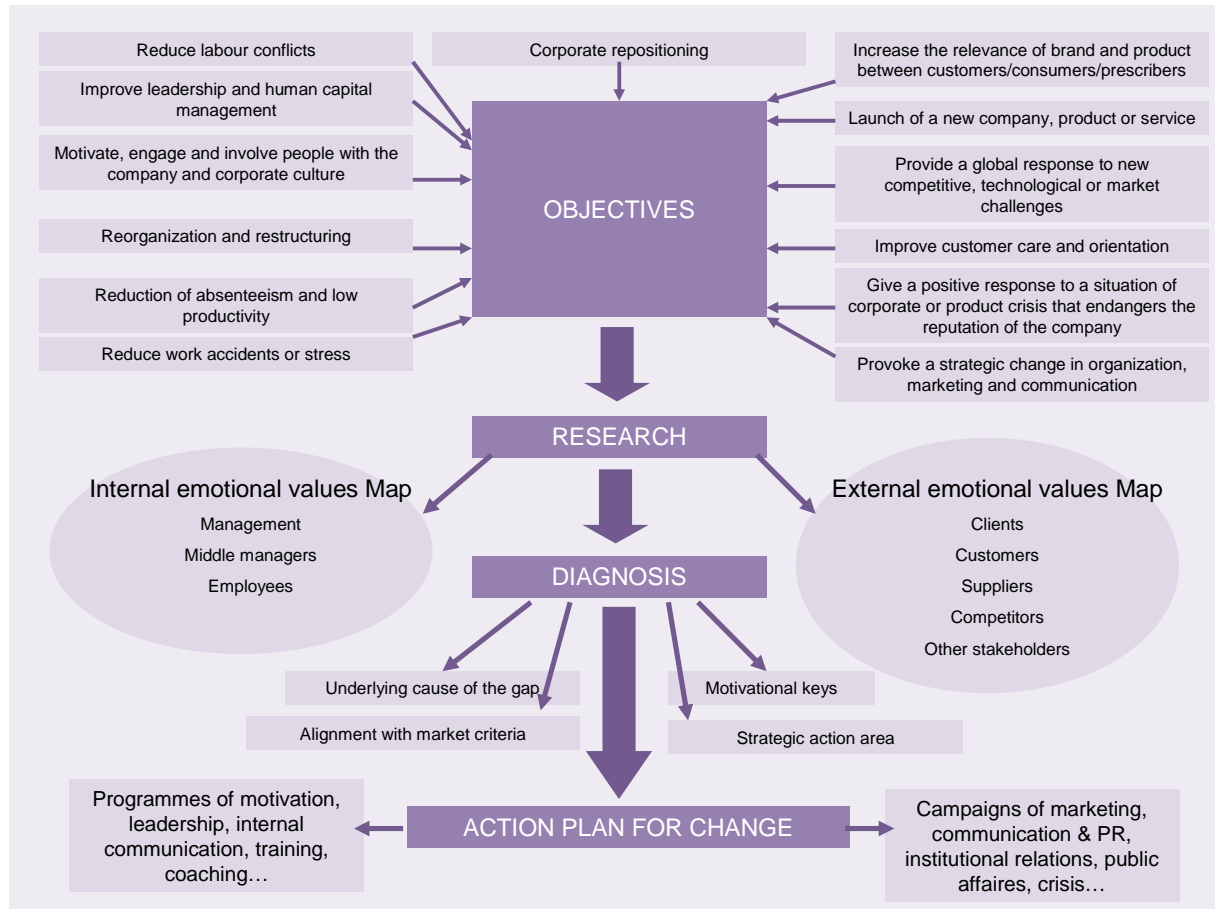 Reduce labour conflicts
Improve leadership and human capital
management
Motivate, engage and involve people with the
company and corporate culture
Reorganization and restructuring
Reduction of absenteeism and low
productivity
Reduce work accidents or stress
Corporate repositioning
OBJECTIVES
Increase the relevance of brand and product
between customers/consumers/prescribers
Launch of a new company, product or service
Provide a global response to new
competitive, technological or market
challenges
Improve customer care and orientation
Give a positive response to a situation of
corporate or product crisis that endangers the
reputation of the company
Provoke a strategic change in organization,
marketing and communication
RESEARCH
Internal emotional values Map
Management
Middle managers
Employees
External emotional values Map
Clients
Customers
Suppliers
Competitors
Other stakeholders
DIAGNOSIS
Underlying cause of the gap
Alignment with market criteria
Motivational keys
Strategic action area
Programmes of motivation,
leadership, internal
communication, training,
coaching…
ACTION PLAN FOR CHANGE
Campaigns of marketing,
communication & PR,
institutional relations, public
affaires, crisis…